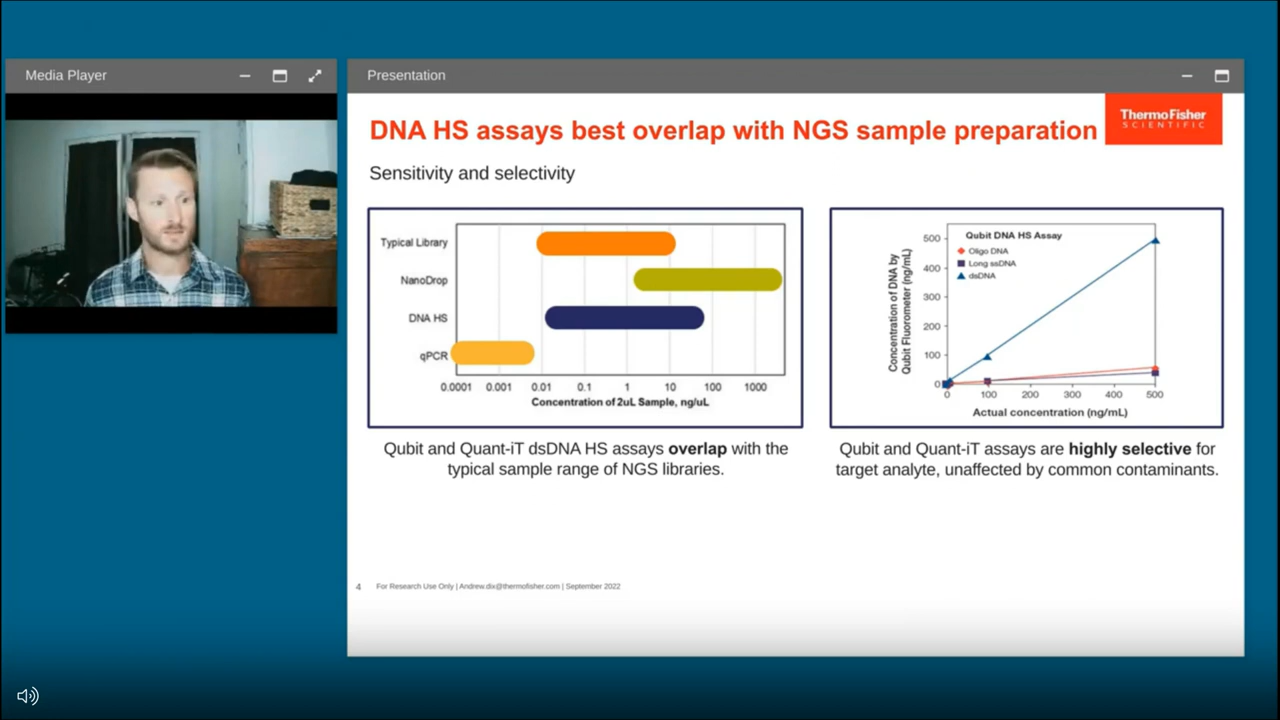 Media Player
Presentation
DNA HS assays best overlap with NGS sample preparation
ThermoFisher
SCIENTIFIC
Sensitivity and selectivity
Typical Library
NanoDrop
DNA HS
qPCR
0.0001 0.001 0.01 0.1 1 10 100 1000
Concentration of 2uL Sample, ng/uL
Qubit DNA HS Assay
Oligo DNA
Long ssDNA
dsDNA
Concentration of DNA by
Qubit Fluorometer (ng/mL)
500
400
300
200
100
0
0 100 200 300 400 500
Actual concentration (ng/mL)
Qubit and Quant-iT dsDNA HS assays overlap with the
typical sample range of NGS libraries.
Qubit and Quant-iT assays are highly selective for
target analyte, unaffected by common contaminants.
4 For Research Use Only | Andrew.dix@thermofisher.com | September 2022